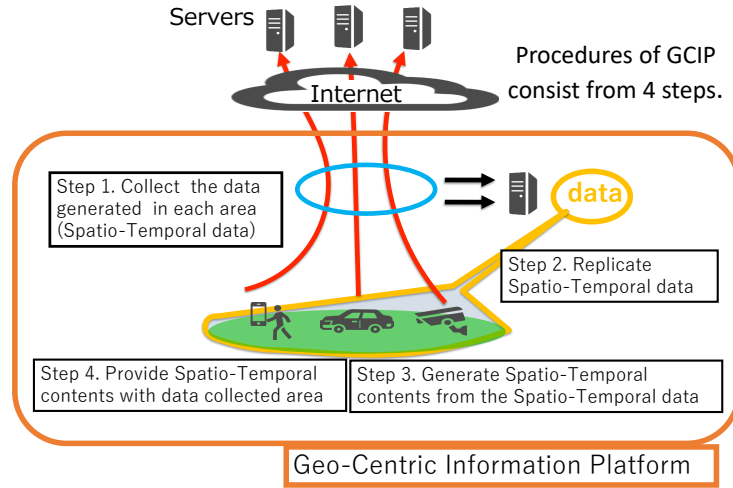 Servers
Procedures of GCIP
consist from 4 steps.
Internet
Step 1. Collect the data
generated in each area
(Spatio-Temporal data)
data
Step 2. Replicate
Spatio-Temporal data
Step 4. Provide Spatio-Temporal
contents with data collected area
Step 3. Generate Spatio-Temporal
contents from the Spatio-Temporal data
Geo-Centric Information Platform